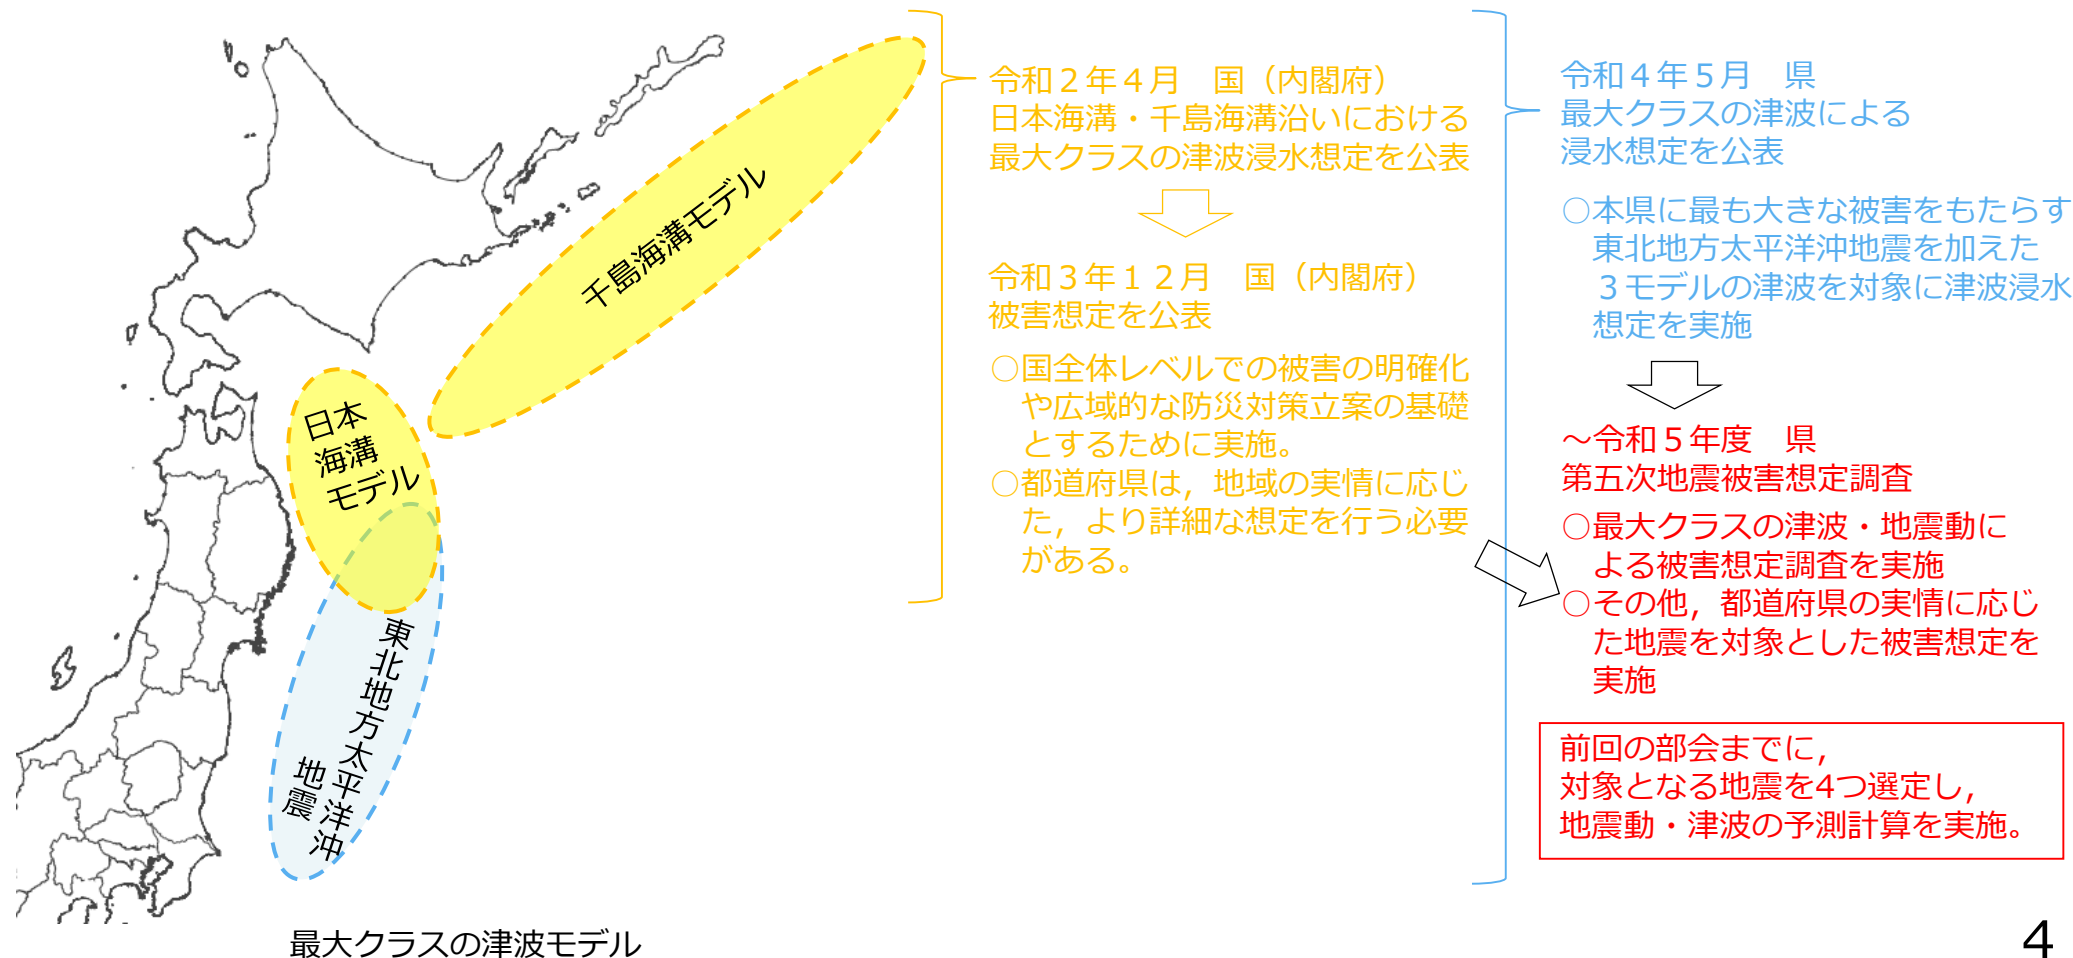 千島海溝モデル
日本
海溝
モデル
東北地方太平洋沖
地震
最大クラスの津波モデル
令和２年４月　国（内閣府）
日本海溝・千島海溝沿いにおける
最大クラスの津波浸水想定を公表
令和３年１２月　国（内閣府）
被害想定を公表
○国全体レベルでの被害の明確化
や広域的な防災対策立案の基礎
とするために実施。
○都道府県は，地域の実情に応じ
た，より詳細な想定を行う必要
がある。
令和４年５月　県
最大クラスの津波による
浸水想定を公表
○本県に最も大きな被害をもたらす
東北地方太平洋沖地震を加えた
３モデルの津波を対象に津波浸水
想定を実施
～令和５年度　県
第五次地震被害想定調査
○最大クラスの津波・地震動に
よる被害想定調査を実施
○その他，都道府県の実情に応じ
た地震を対象とした被害想定を
実施
前回の部会までに，
対象となる地震を4つ選定し，
地震動・津波の予測計算を実施。
4